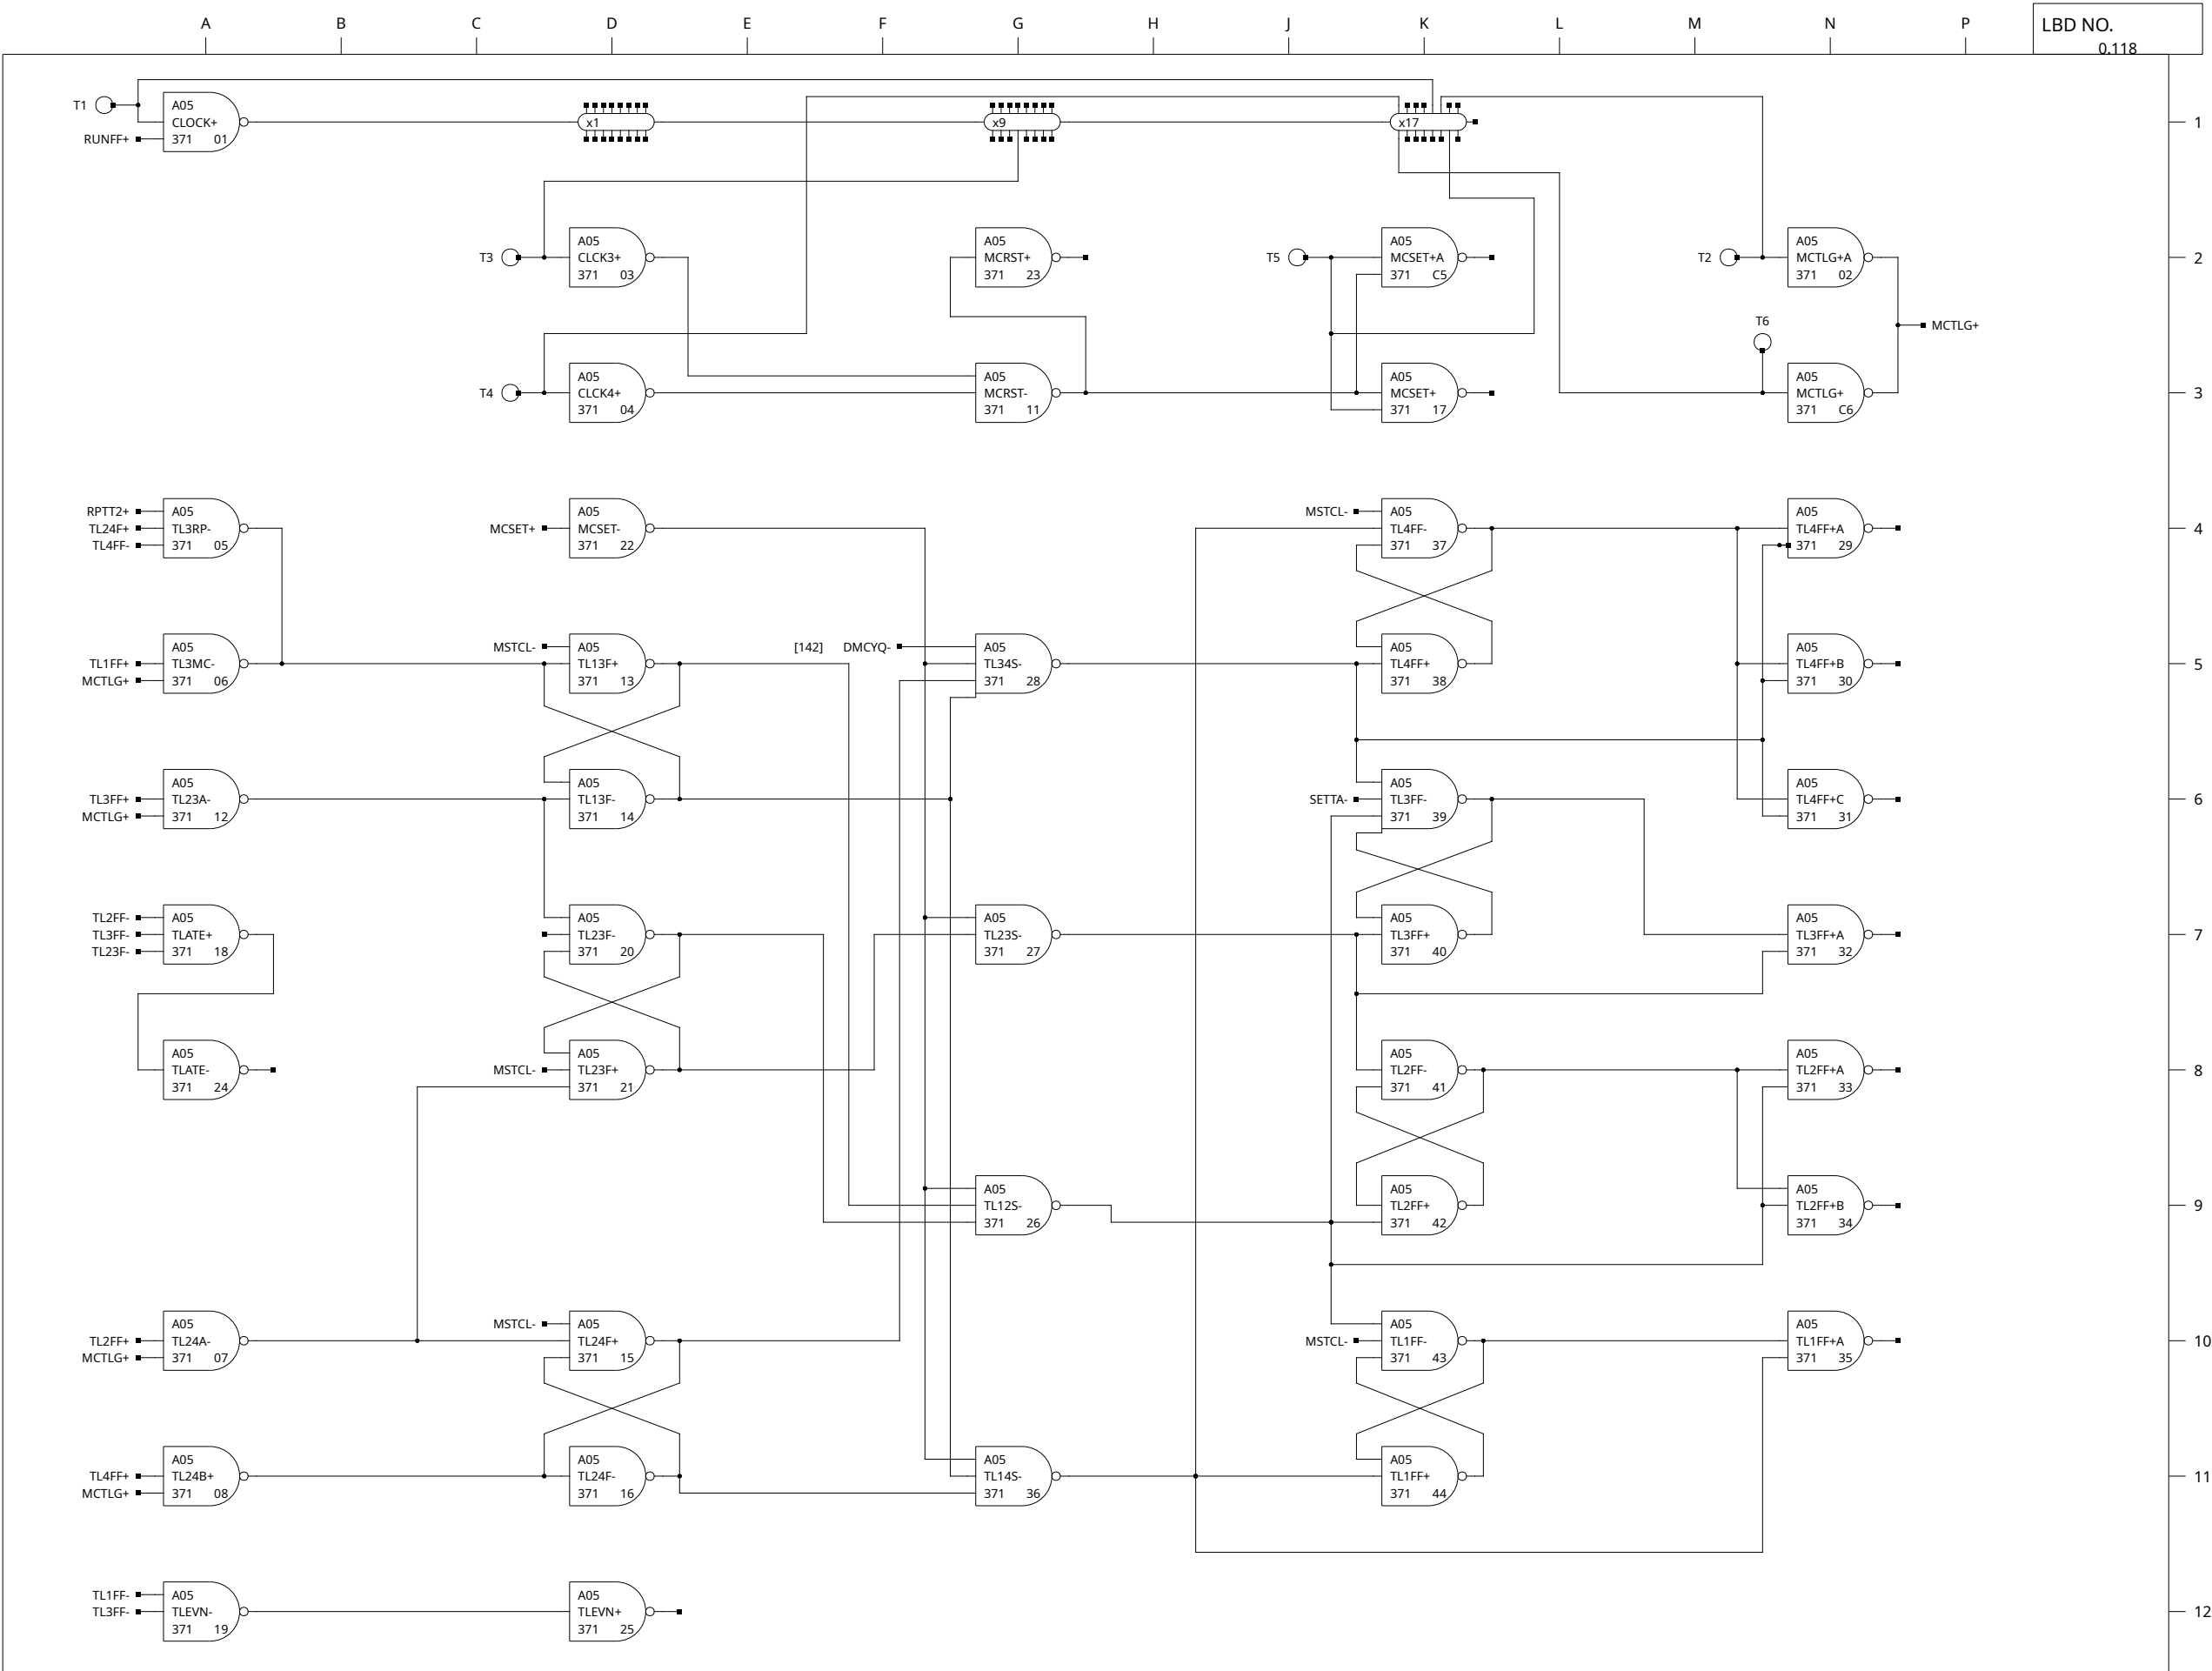 A B C D E F G H J K L M N P
LBD NO.
0.118
T1
RUNFF+
A05
CLOCK+
371 01
x1
x9
x17
1
T3
A05
CLCK3+
371 03
A05
MCRST+
371 23
T5
A05
MCSET+A
371 C5
T2
A05
MCTLG+A
371 02
2
T6
MCTLG+
T4
A05
CLCK4+
371 04
A05
MCRST-
371 11
A05
MCSET+
371 17
A05
MCTLG+
371 C6
3
RPTT2+
TL24F+
TL4FF-
A05
TL3RP-
371 05
MCSET+
A05
MCSET-
371 22
MSTCL-
A05
TL4FF-
371 37
A05
TL4FF+A
371 29
4
TL1FF+
MCTLG+
A05
TL3MC-
371 06
MSTCL-
A05
TL13F+
371 13
[142] DMCYQ-
A05
TL34S-
371 28
A05
TL4FF+
371 38
A05
TL4FF+B
371 30
5
TL3FF+
MCTLG+
A05
TL23A-
371 12
A05
TL13F-
371 14
SETTA-
A05
TL3FF-
371 39
A05
TL4FF+C
371 31
6
TL2FF-
TL3FF-
TL23F-
A05
TLATE+
371 18
A05
TL23F-
371 20
A05
TL23S-
371 27
A05
TL3FF+
371 40
A05
TL3FF+A
371 32
7
A05
TLATE-
371 24
MSTCL-
A05
TL23F+
371 21
A05
TL2FF-
371 41
A05
TL2FF+A
371 33
8
A05
TL12S-
371 26
A05
TL2FF+
371 42
A05
TL2FF+B
371 34
9
TL2FF+
MCTLG+
A05
TL24A-
371 07
MSTCL-
A05
TL24F+
371 15
MSTCL-
A05
TL1FF-
371 43
A05
TL1FF+A
371 35
10
TL4FF+
MCTLG+
A05
TL24B+
371 08
A05
TL24F-
371 16
A05
TL14S-
371 36
A05
TL1FF+
371 44
11
TL1FF-
TL3FF-
A05
TLEVN-
371 19
A05
TLEVN+
371 25
12